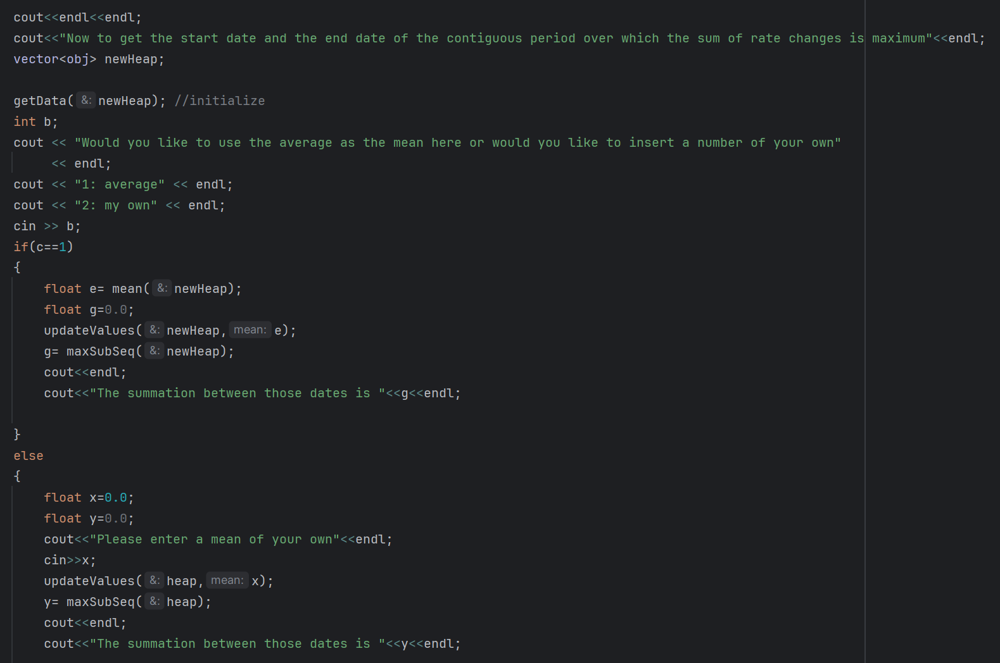 cout<<endl<<endl;
cout<<"Now to get the start date and the end date of the contiguous period over which the sum of rate changes is maximum"<<endl;
vector<obj> newHeap;
getData( &: newHeap); //initialize
int b;
cout << "Would you like to use the average as the mean here or would you like to insert a number of your own"
<< endl;
cout << "1: average" << endl;
cout << "2: my own" << endl;
cin >> b;
if(c==1)
{
float e= mean( &: newHeap);
float g=0.0;
updateValues( &: newHeap, mean: e);
g= maxSubSeq( &: newHeap);
cout<<endl;
cout<<"The summation between those dates is "<<g<<endl;
}
else
{
float x=0.0;
float y=0.0;
cout<<"Please enter a mean of your own"<<endl;
cin>>x;
updateValues( &: heap, mean: x);
y= maxSubSeq( &: heap);
cout<<endl;
cout<<"The summation between those dates is "<<y<<endl;